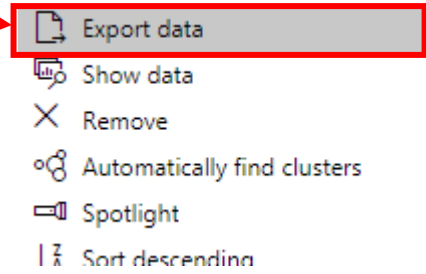 Export data
Show data
Remove
Automatically find clusters
Spotlight
Sort descending